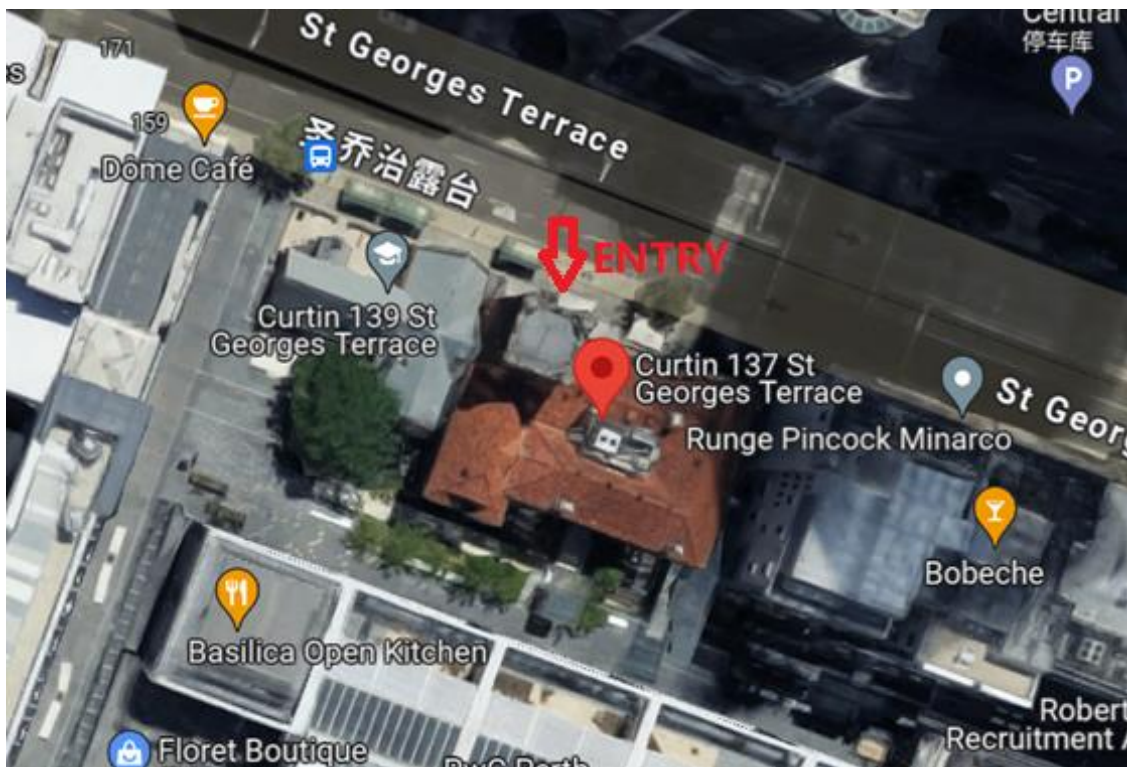 Central
停车库
P
171
St Georges Terrace
159
Dôme Café
圣乔治露台
ENTRY
Curtin 139 St
Georges Terrace
Curtin 137 St
Georges Terrace
St Georg
Runge Pincock Minarco
Bobeche
Basilica Open Kitchen
Robert
Recruitment
Floret Boutique
PwC Perth